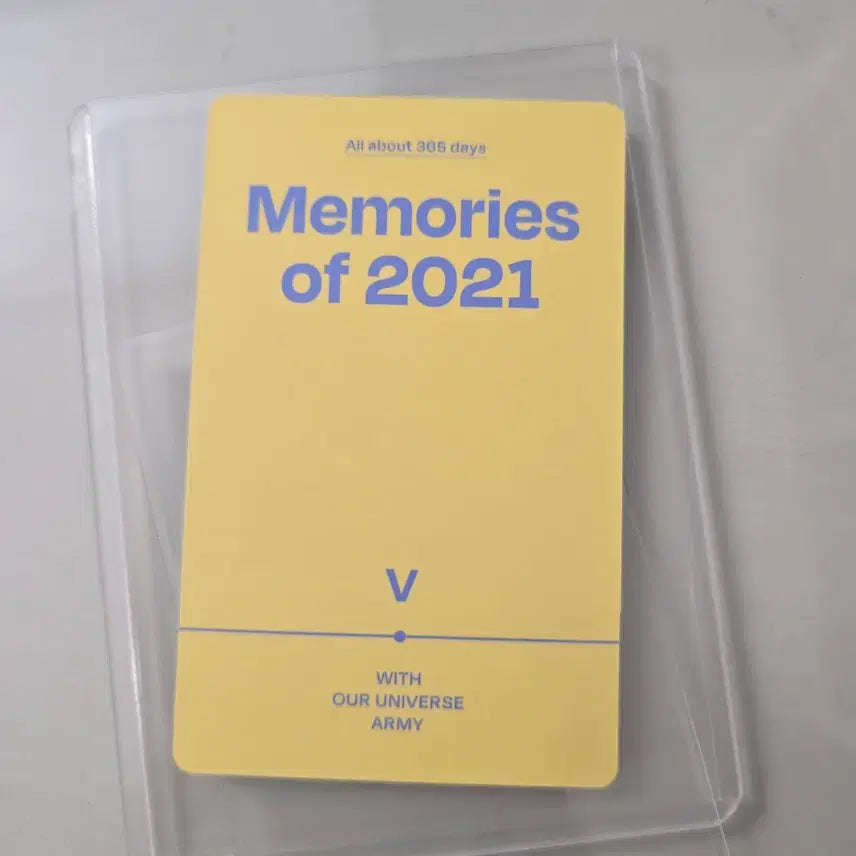 All about 365 days
Memories
of 2021
V
WITH
OUR UNIVERSE
ARMY